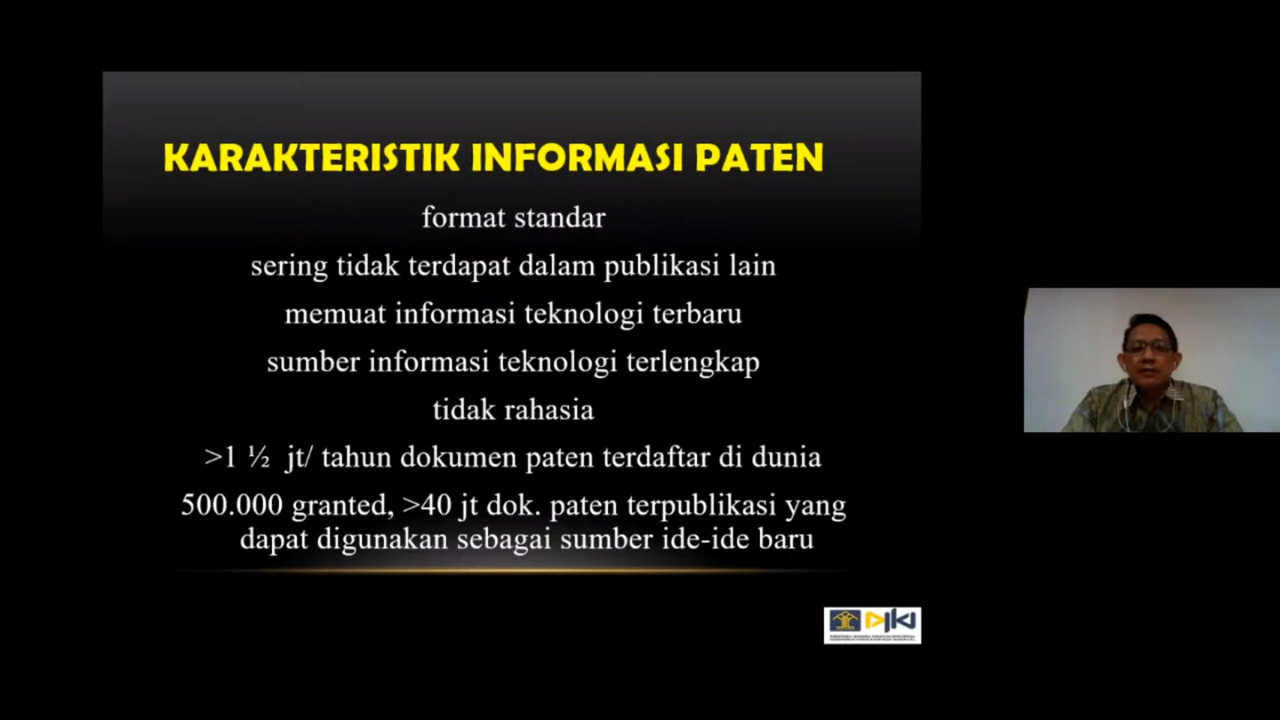 KARAKTERISTIK INFORMASI PATEN
format standar
sering tidak terdapat dalam publikasi lain
memuat informasi teknologi terbaru
sumber informasi teknologi terlengkap
tidak rahasia
>1 ½ jt/ tahun dokumen paten terdaftar di dunia
500.000 granted, >40 jt dok. paten terpublikasi yang
dapat digunakan sebagai sumber ide-ide baru
DJKI